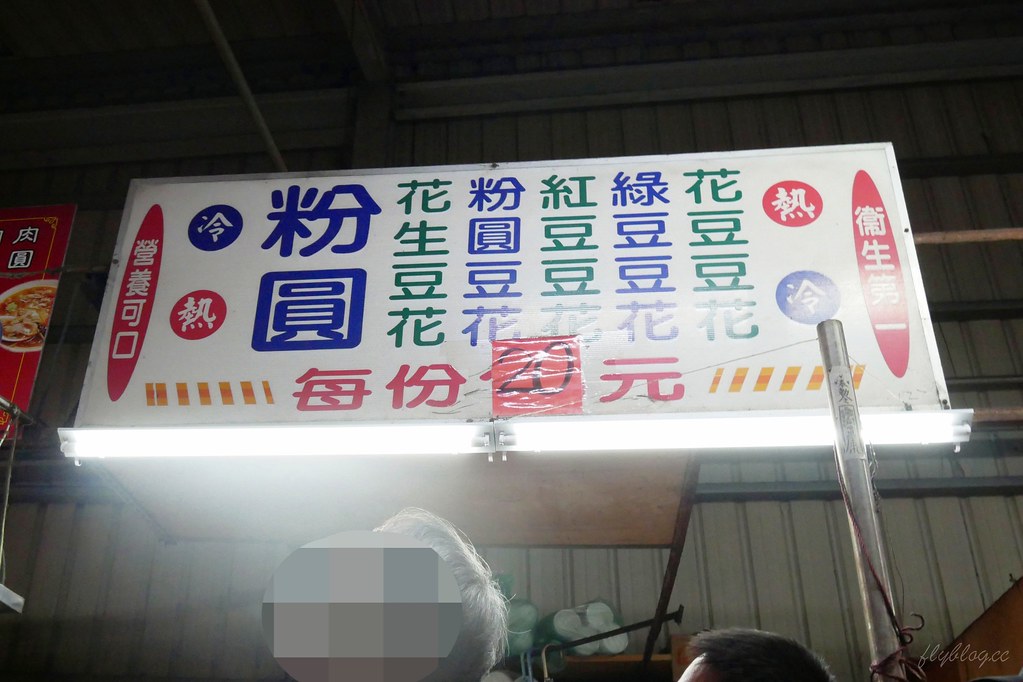 衛生第一
熱
冷
花豆豆花
綠豆豆花
紅豆豆花
粉圓豆花
花生豆花
粉圓
冷
熱
營養可口
每份20元
肉圓
flyblog.cc